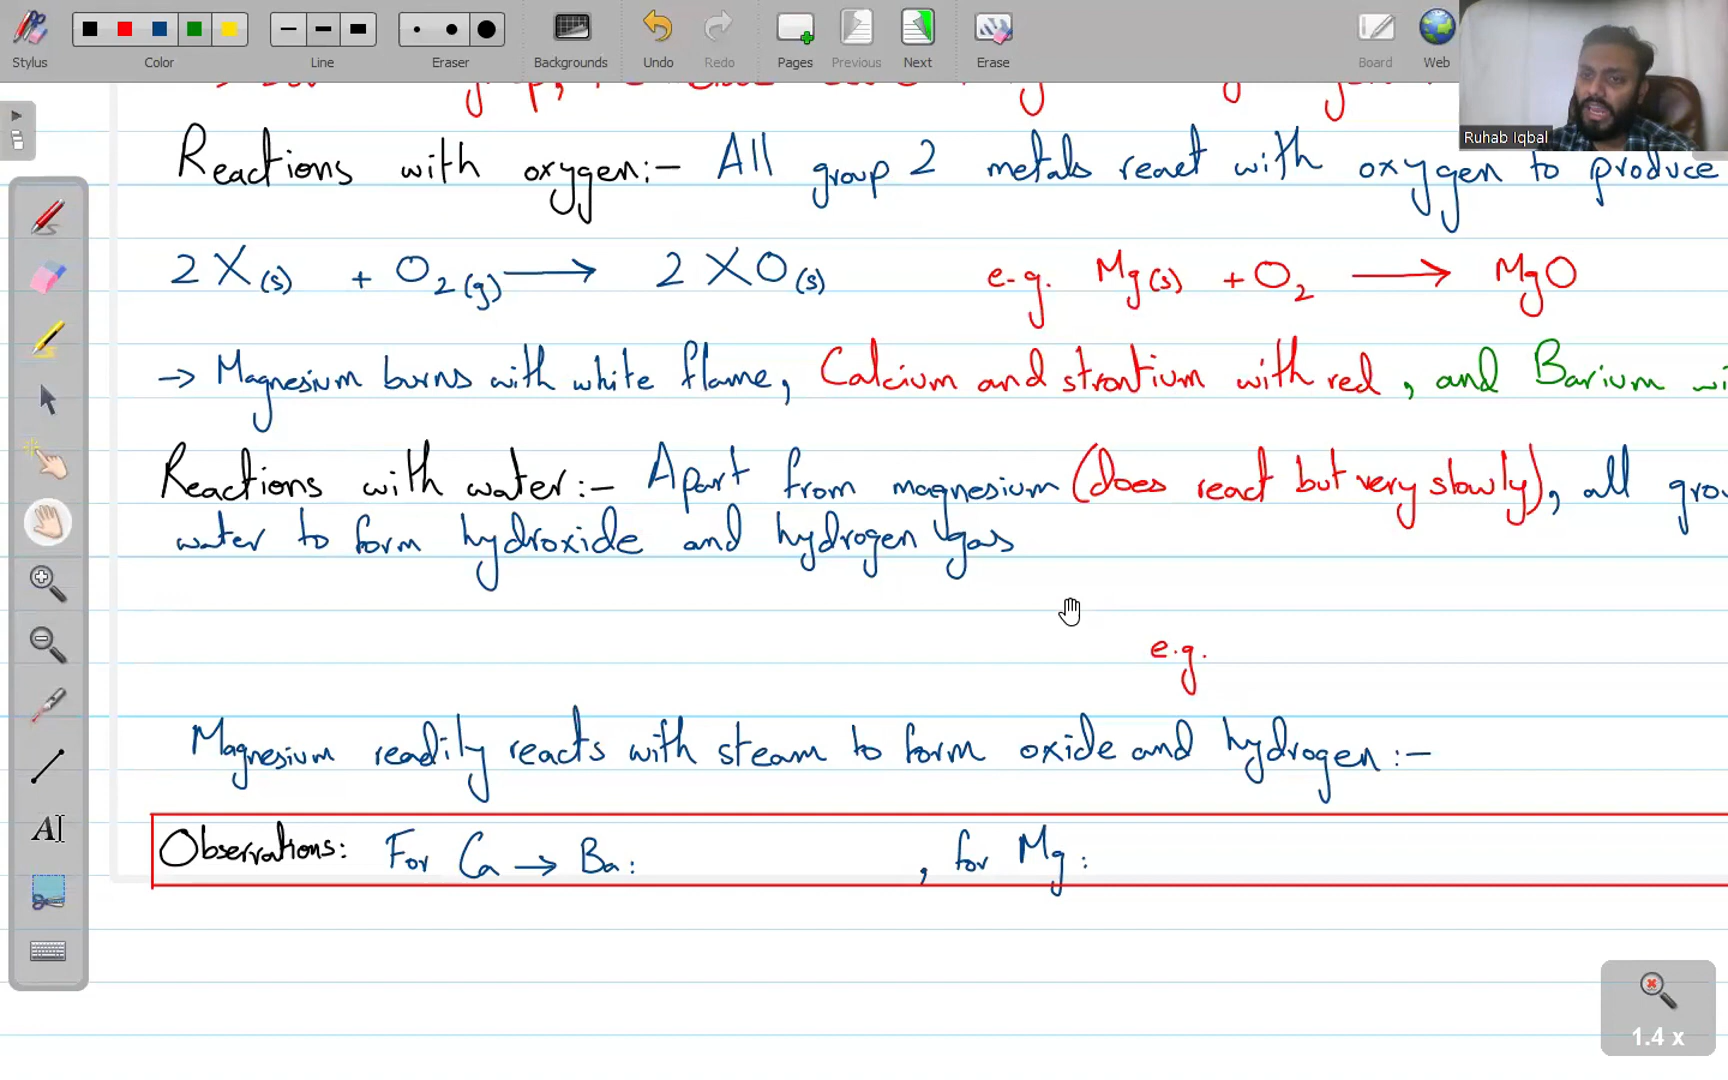 Stylus
Color
Line
Eraser
Backgrounds
Undo
Redo
Pages
Previous
Next
Erase
Board
Web
Ruhab Iqbal
group,
Reactions with oxygen:- All group 2 metals react with oxygen to produce
2X(s) + O2(g) → 2XO(s) e.g. Mg(s) + O2 → MgO
→ Magnesium burns with white flame, Calcium and strontium with red, and Barium wi
Reactions with water:- Apart from magnesium (does react but very slowly), all grou
water to form hydroxide and hydrogen gas
e.g.
Magnesium readily reacts with steam to form oxide and hydrogen:-
Observations: For Ca → Ba: , for Mg:
1.4 x